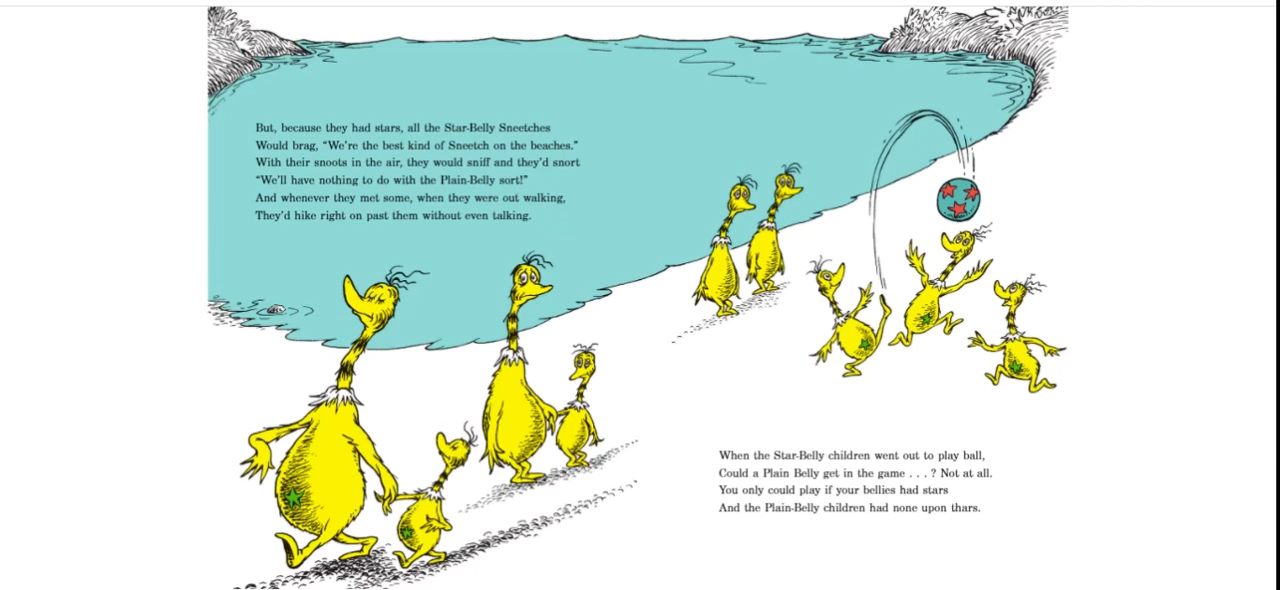 But, because they had stars, all the Star-Belly Sneetches
Would brag, “We’re the best kind of Sneetch on the beaches.”
With their snoots in the air, they would sniff and they’d snort
“We’ll have nothing to do with the Plain-Belly sort!”
And whenever they met some, when they were out walking,
They’d hike right on past them without even talking.
When the Star-Belly children went out to play ball,
Could a Plain Belly get in the game . . . ? Not at all.
You only could play if your bellies had stars
And the Plain-Belly children had none upon thars.